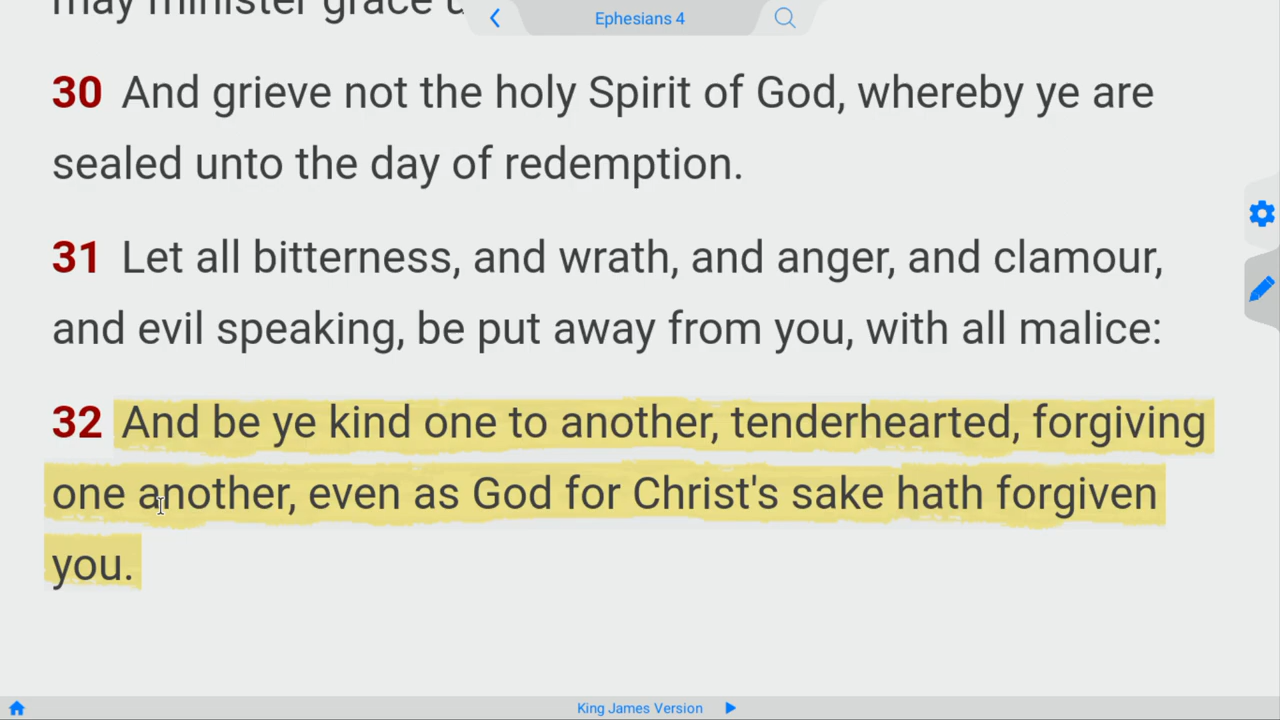 may minister grace u
Ephesians 4
30 And grieve not the holy Spirit of God, whereby ye are
sealed unto the day of redemption.
31 Let all bitterness, and wrath, and anger, and clamour,
and evil speaking, be put away from you, with all malice:
32 And be ye kind one to another, tenderhearted, forgiving
one another, even as God for Christ's sake hath forgiven
you.
King James Version